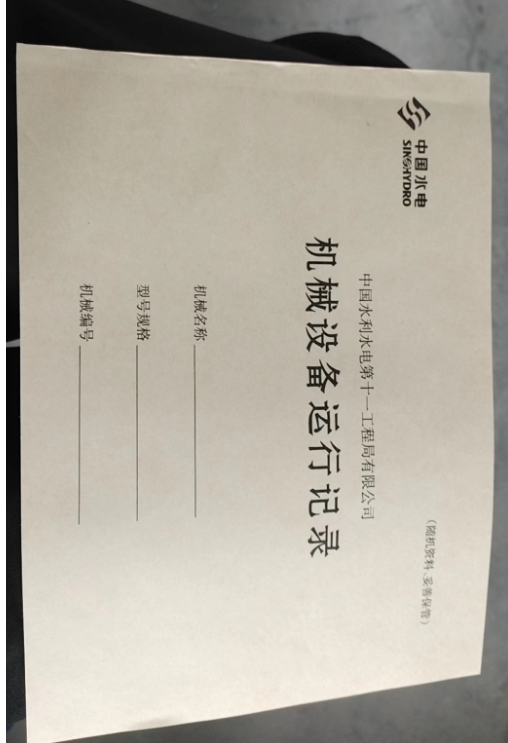 中国水电
SINOHYDRO
(随机资料、妥善保管)
中国水利水电第十一工程局有限公司
机械设备运行记录
机械名称
型号规格
机械编号